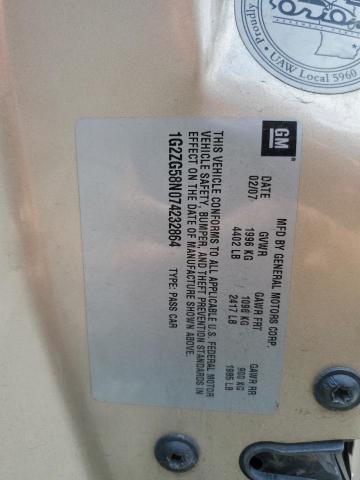 Proudly
UAW Local 5960
GM
MFD BY GENERAL MOTORS CORP.
DATE GVWR GAWR FRT GAWR RR
02/07 1996 KG 1096 KG 900 KG
4402 LB 2417 LB 1985 LB
THIS VEHICLE CONFORMS TO ALL APPLICABLE U.S. FEDERAL MOTOR
VEHICLE SAFETY, BUMPER, AND THEFT PREVENTION STANDARDS IN
EFFECT ON THE DATE OF MANUFACTURE SHOWN ABOVE.
1G2ZG58N074232864 TYPE: PASS CAR